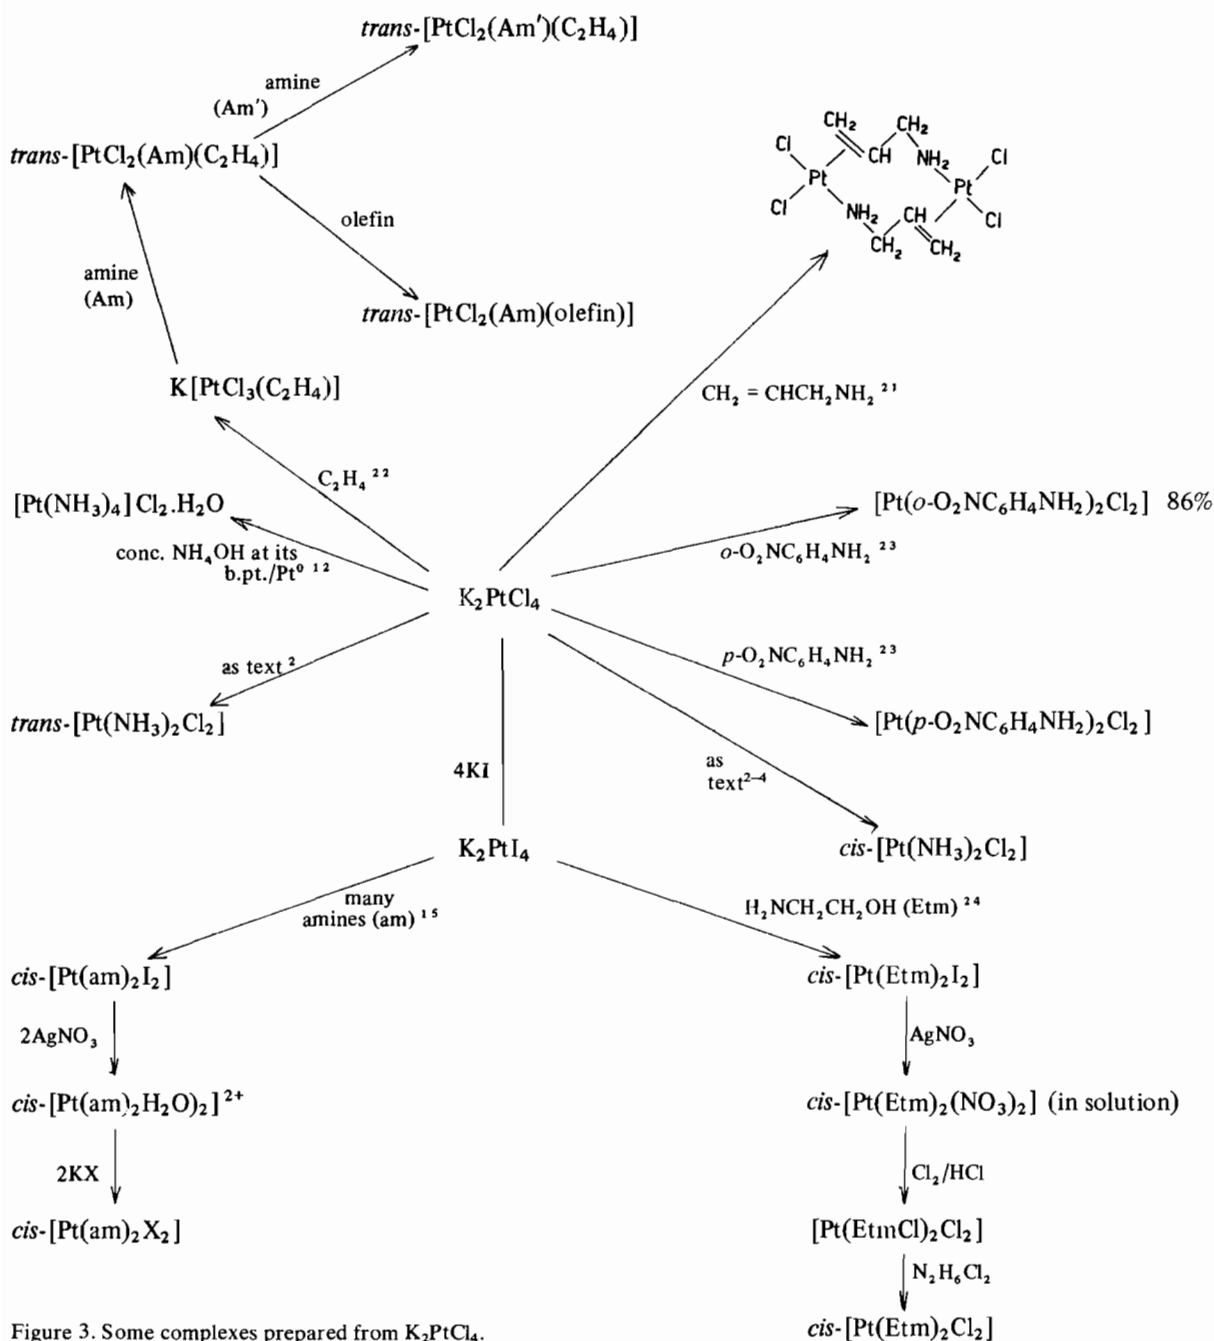 trans-[PtCl₂(Am')(C₂H₄)]
amine
(Am')
trans-[PtCl₂(Am)(C₂H₄)]
olefin
amine
(Am)
trans-[PtCl₂(Am)(olefin)]
CH₂ CH₂
Cl CH NH₂ Cl
Pt Pt
Cl NH₂ CH Cl
CH₂ CH₂
K[PtCl₃(C₂H₄)]
CH₂ = CHCH₂NH₂ ²¹
C₂H₄ ²²
[Pt(NH₃)₄]Cl₂.H₂O
[Pt(o-O₂NC₆H₄NH₂)₂Cl₂] 86%
conc. NH₄OH at its
b.pt./Pt⁰ ¹²
o-O₂NC₆H₄NH₂ ²³
K₂PtCl₄
as text ²
p-O₂NC₆H₄NH₂ ²³
trans-[Pt(NH₃)₂Cl₂]
[Pt(p-O₂NC₆H₄NH₂)₂Cl₂]
4KI
as
text²⁻⁴
K₂PtI₄
cis-[Pt(NH₃)₂Cl₂]
many
amines (am) ¹⁵
H₂NCH₂CH₂OH (Etm) ²⁴
cis-[Pt(am)₂I₂]
cis-[Pt(Etm)₂I₂]
2AgNO₃
AgNO₃
cis-[Pt(am)₂H₂O)₂]²⁺
cis-[Pt(Etm)₂(NO₃)₂] (in solution)
2KX
Cl₂/HCl
cis-[Pt(am)₂X₂]
[Pt(EtmCl)₂Cl₂]
N₂H₆Cl₂
cis-[Pt(Etm)₂Cl₂]
Figure 3. Some complexes prepared from K₂PtCl₄.